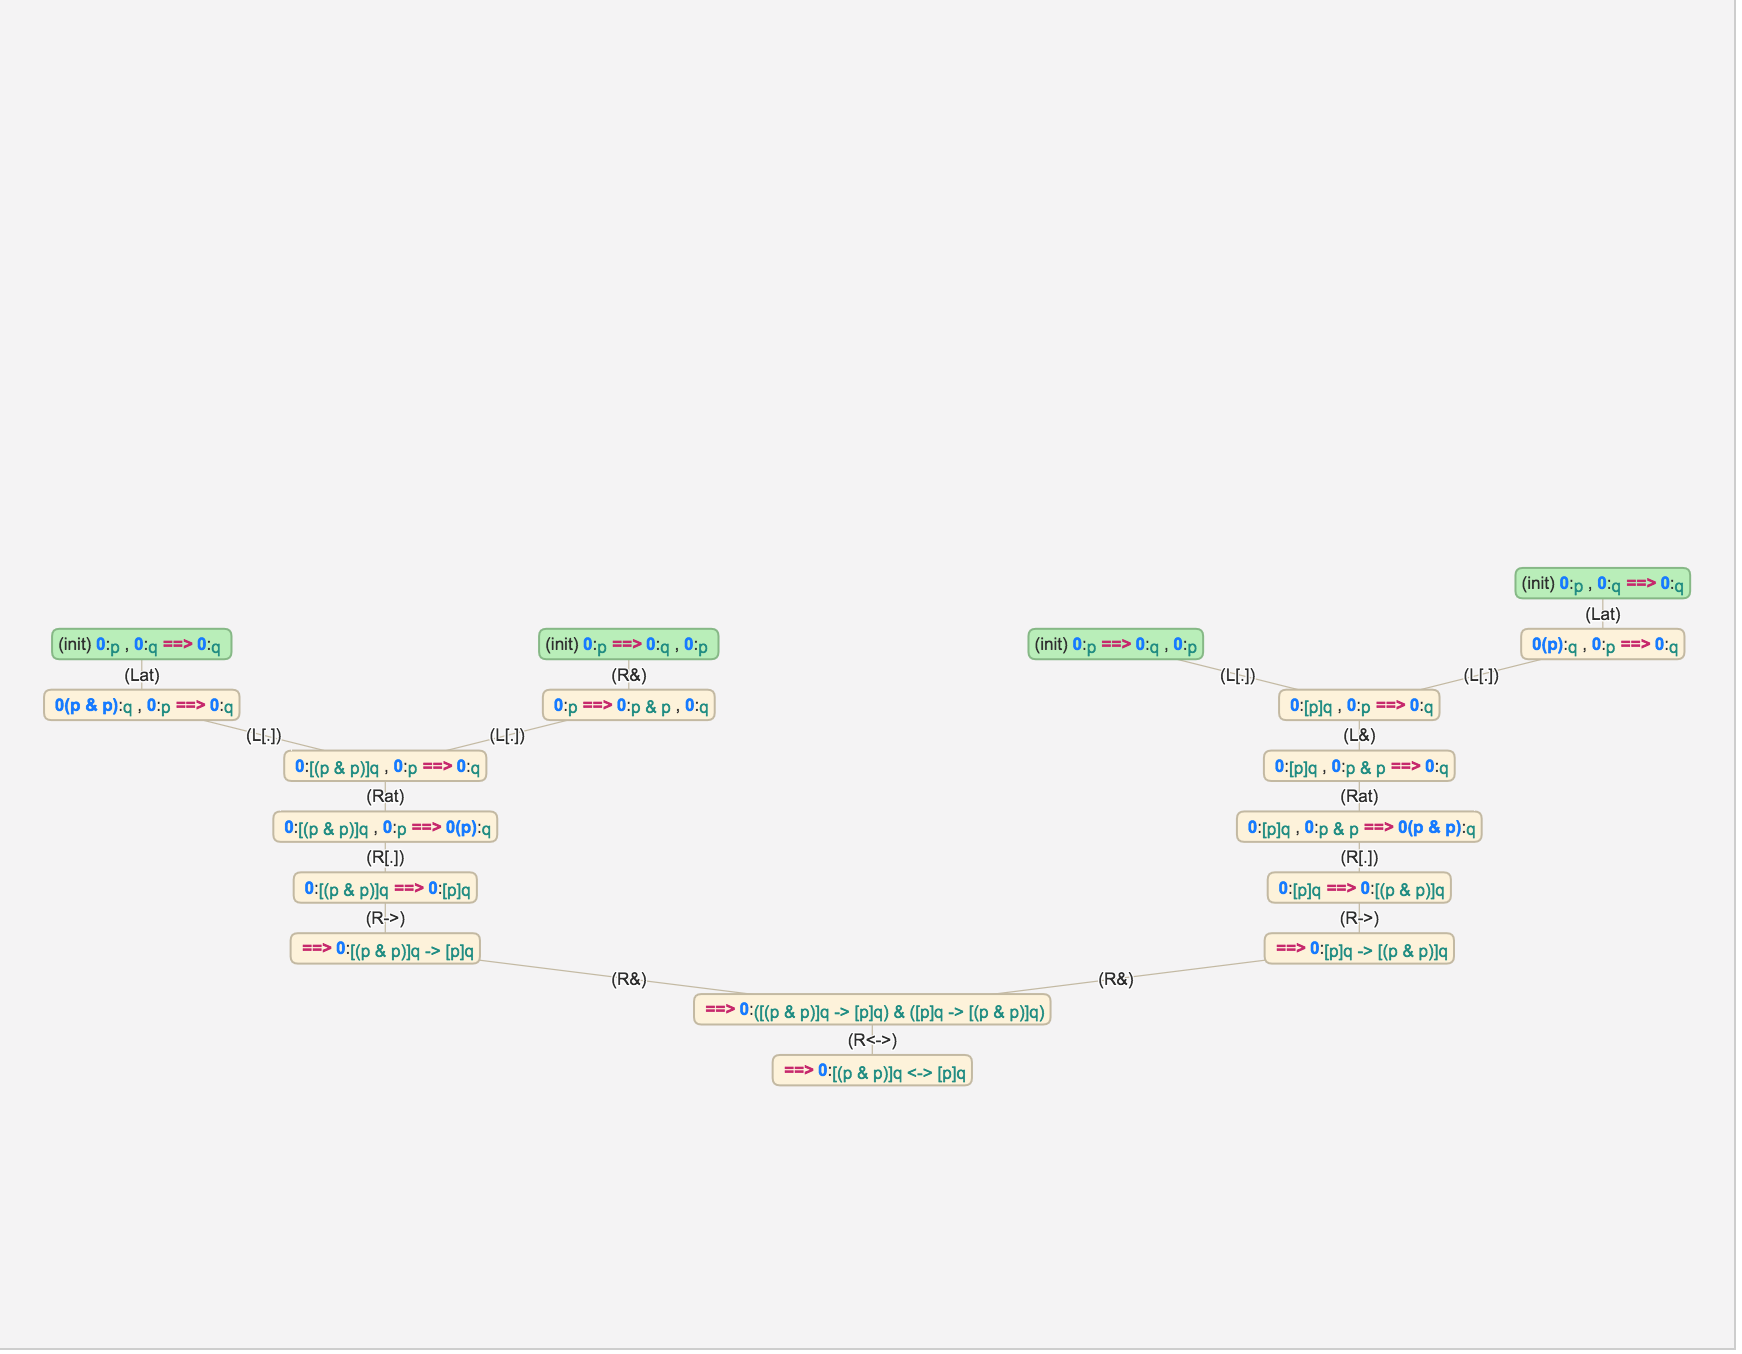 (init) 0:p , 0:q ==> 0:q
(Lat)
(init) 0:p , 0:q ==> 0:q
(init) 0:p ==> 0:q , 0:p
(init) 0:p ==> 0:q , 0:p
0(p):q , 0:p ==> 0:q
(Lat)
(R&)
(L[.])
(L[.])
0(p & p):q , 0:p ==> 0:q
0:p ==> 0:p & p , 0:q
0:[p]q , 0:p ==> 0:q
(L[.])
(L[.])
(L&)
0:[(p & p)]q , 0:p ==> 0:q
0:[p]q , 0:p & p ==> 0:q
(Rat)
(Rat)
0:[(p & p)]q , 0:p ==> 0(p):q
0:[p]q , 0:p & p ==> 0(p & p):q
(R[.])
(R[.])
0:[(p & p)]q ==> 0:[p]q
0:[p]q ==> 0:[(p & p)]q
(R->)
(R->)
==> 0:[(p & p)]q -> [p]q
==> 0:[p]q -> [(p & p)]q
(R&)
(R&)
==> 0:([(p & p)]q -> [p]q) & ([p]q -> [(p & p)]q)
(R<->)
==> 0:[(p & p)]q <-> [p]q